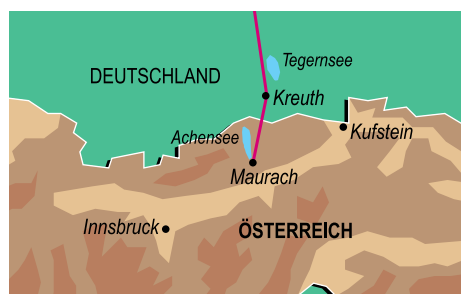 Tegernsee
DEUTSCHLAND
Kreuth
Achensee
Kufstein
Maurach
Innsbruck
ÖSTERREICH